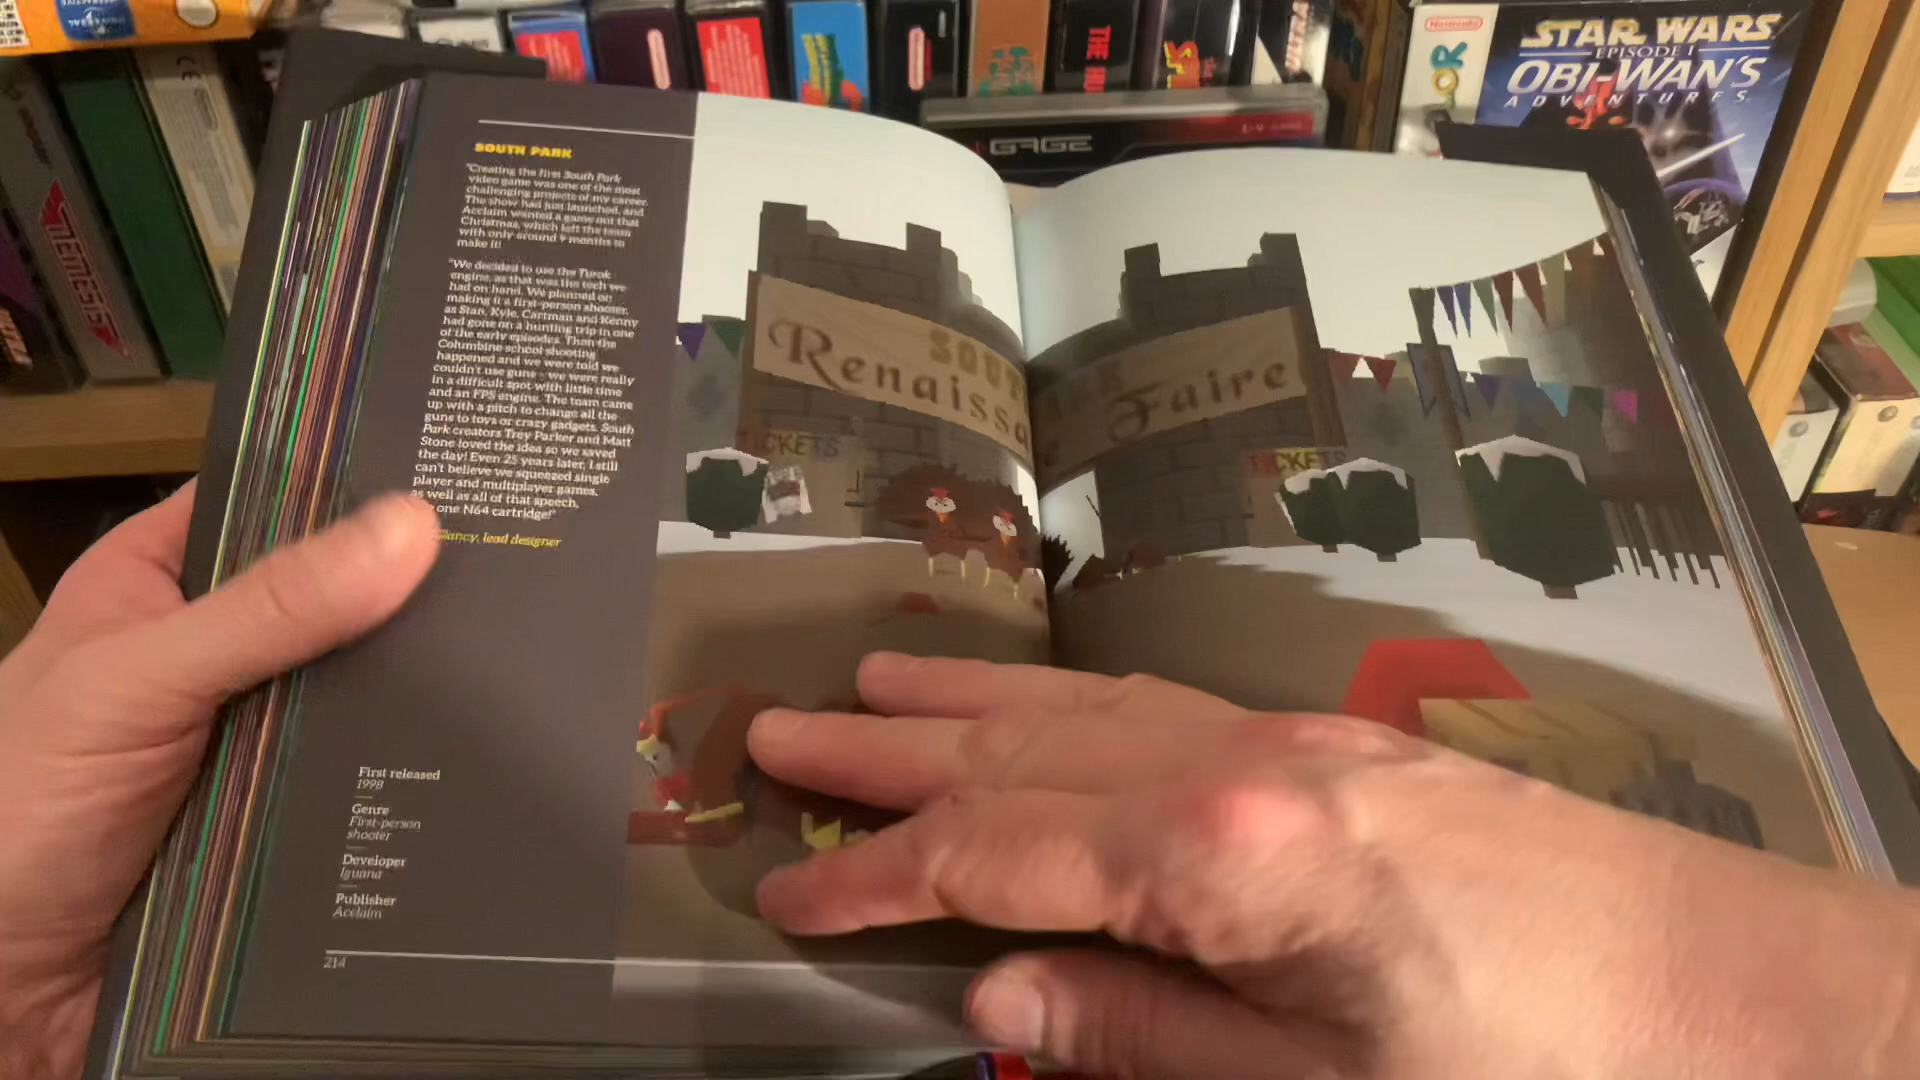 STAR WARS
EPISODE I
OBI-WAN'S
ADVENTURES
Nintendo
GAGE
THE
NEMESIS
SOUTH PARK
"Creating the first South Park
video game was one of the most
challenging projects of my career.
The show had just launched, and
Acclaim wanted a game out that
Christmas, which left the team
with only around 9 months to
make it!
"We decided to use the Turok
engine, as that was the tech we
had on hand. We planned on
making it a first-person shooter,
as Stan, Kyle, Cartman and Kenny
had gone on a hunting trip in one
of the early episodes. Then the
Columbine school shooting
happened and we were told we
couldn't use guns – we were really
in a difficult spot with little time
and an FPS engine. The team came
up with a pitch to change all the
guns to toys or crazy gadgets. South
Park creators Trey Parker and Matt
Stone loved the idea so we saved
the day! Even 25 years later, I still
can't believe we squeezed single
player and multiplayer games,
as well as all of that speech,
one N64 cartridge!"
Clancy, lead designer
First released
1998
Genre
First-person
shooter
Developer
Iguana
Publisher
Acclaim
214
SOUT
Renaissa
Faire
TICKETS
TICKETS